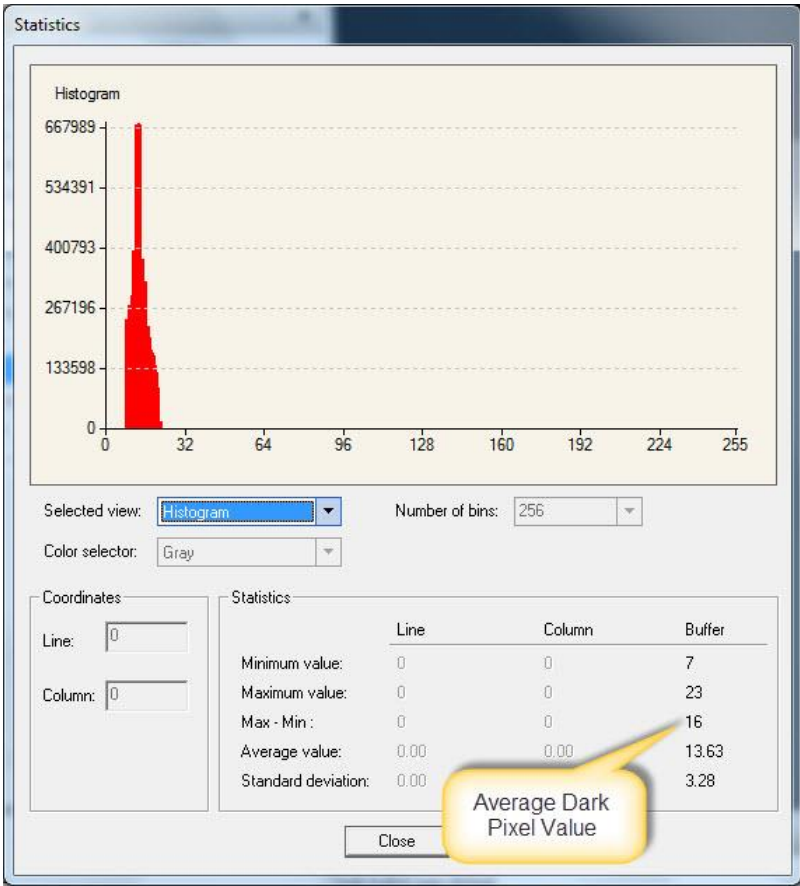 Statistics
Histogram
667989
534391
400793
267196
133598
0
0 32 64 96 128 160 192 224 255
Selected view: Histogram Number of bins: 256
Color selector: Gray
Coordinates
Line: 0
Column: 0
Statistics
Line Column Buffer
Minimum value: 0 0 7
Maximum value: 0 0 23
Max - Min : 0 0 16
Average value: 0.00 0.00 13.63
Standard deviation: 0.00 3.28
Average Dark
Pixel Value
Close